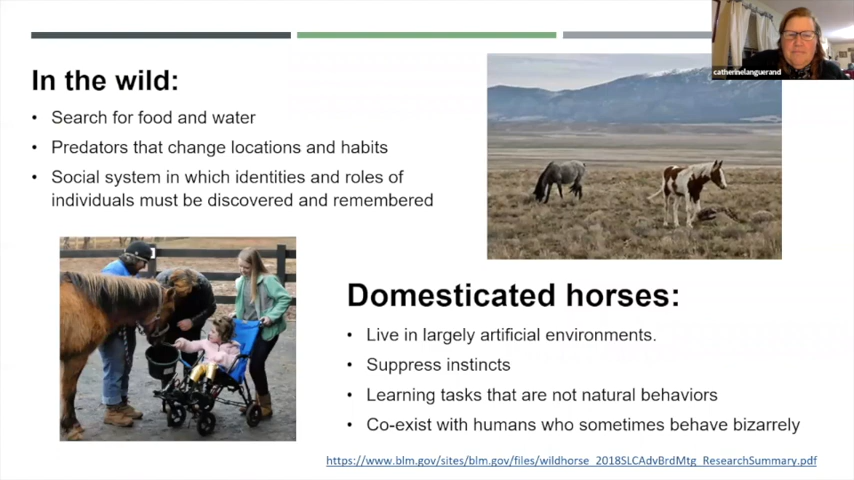 catherinelanguerand
In the wild:
• Search for food and water
• Predators that change locations and habits
• Social system in which identities and roles of
individuals must be discovered and remembered
Domesticated horses:
• Live in largely artificial environments.
• Suppress instincts
• Learning tasks that are not natural behaviors
• Co-exist with humans who sometimes behave bizarrely
https://www.blm.gov/sites/blm.gov/files/wildhorse_2018SLCAdvBrdMtg_ResearchSummary.pdf